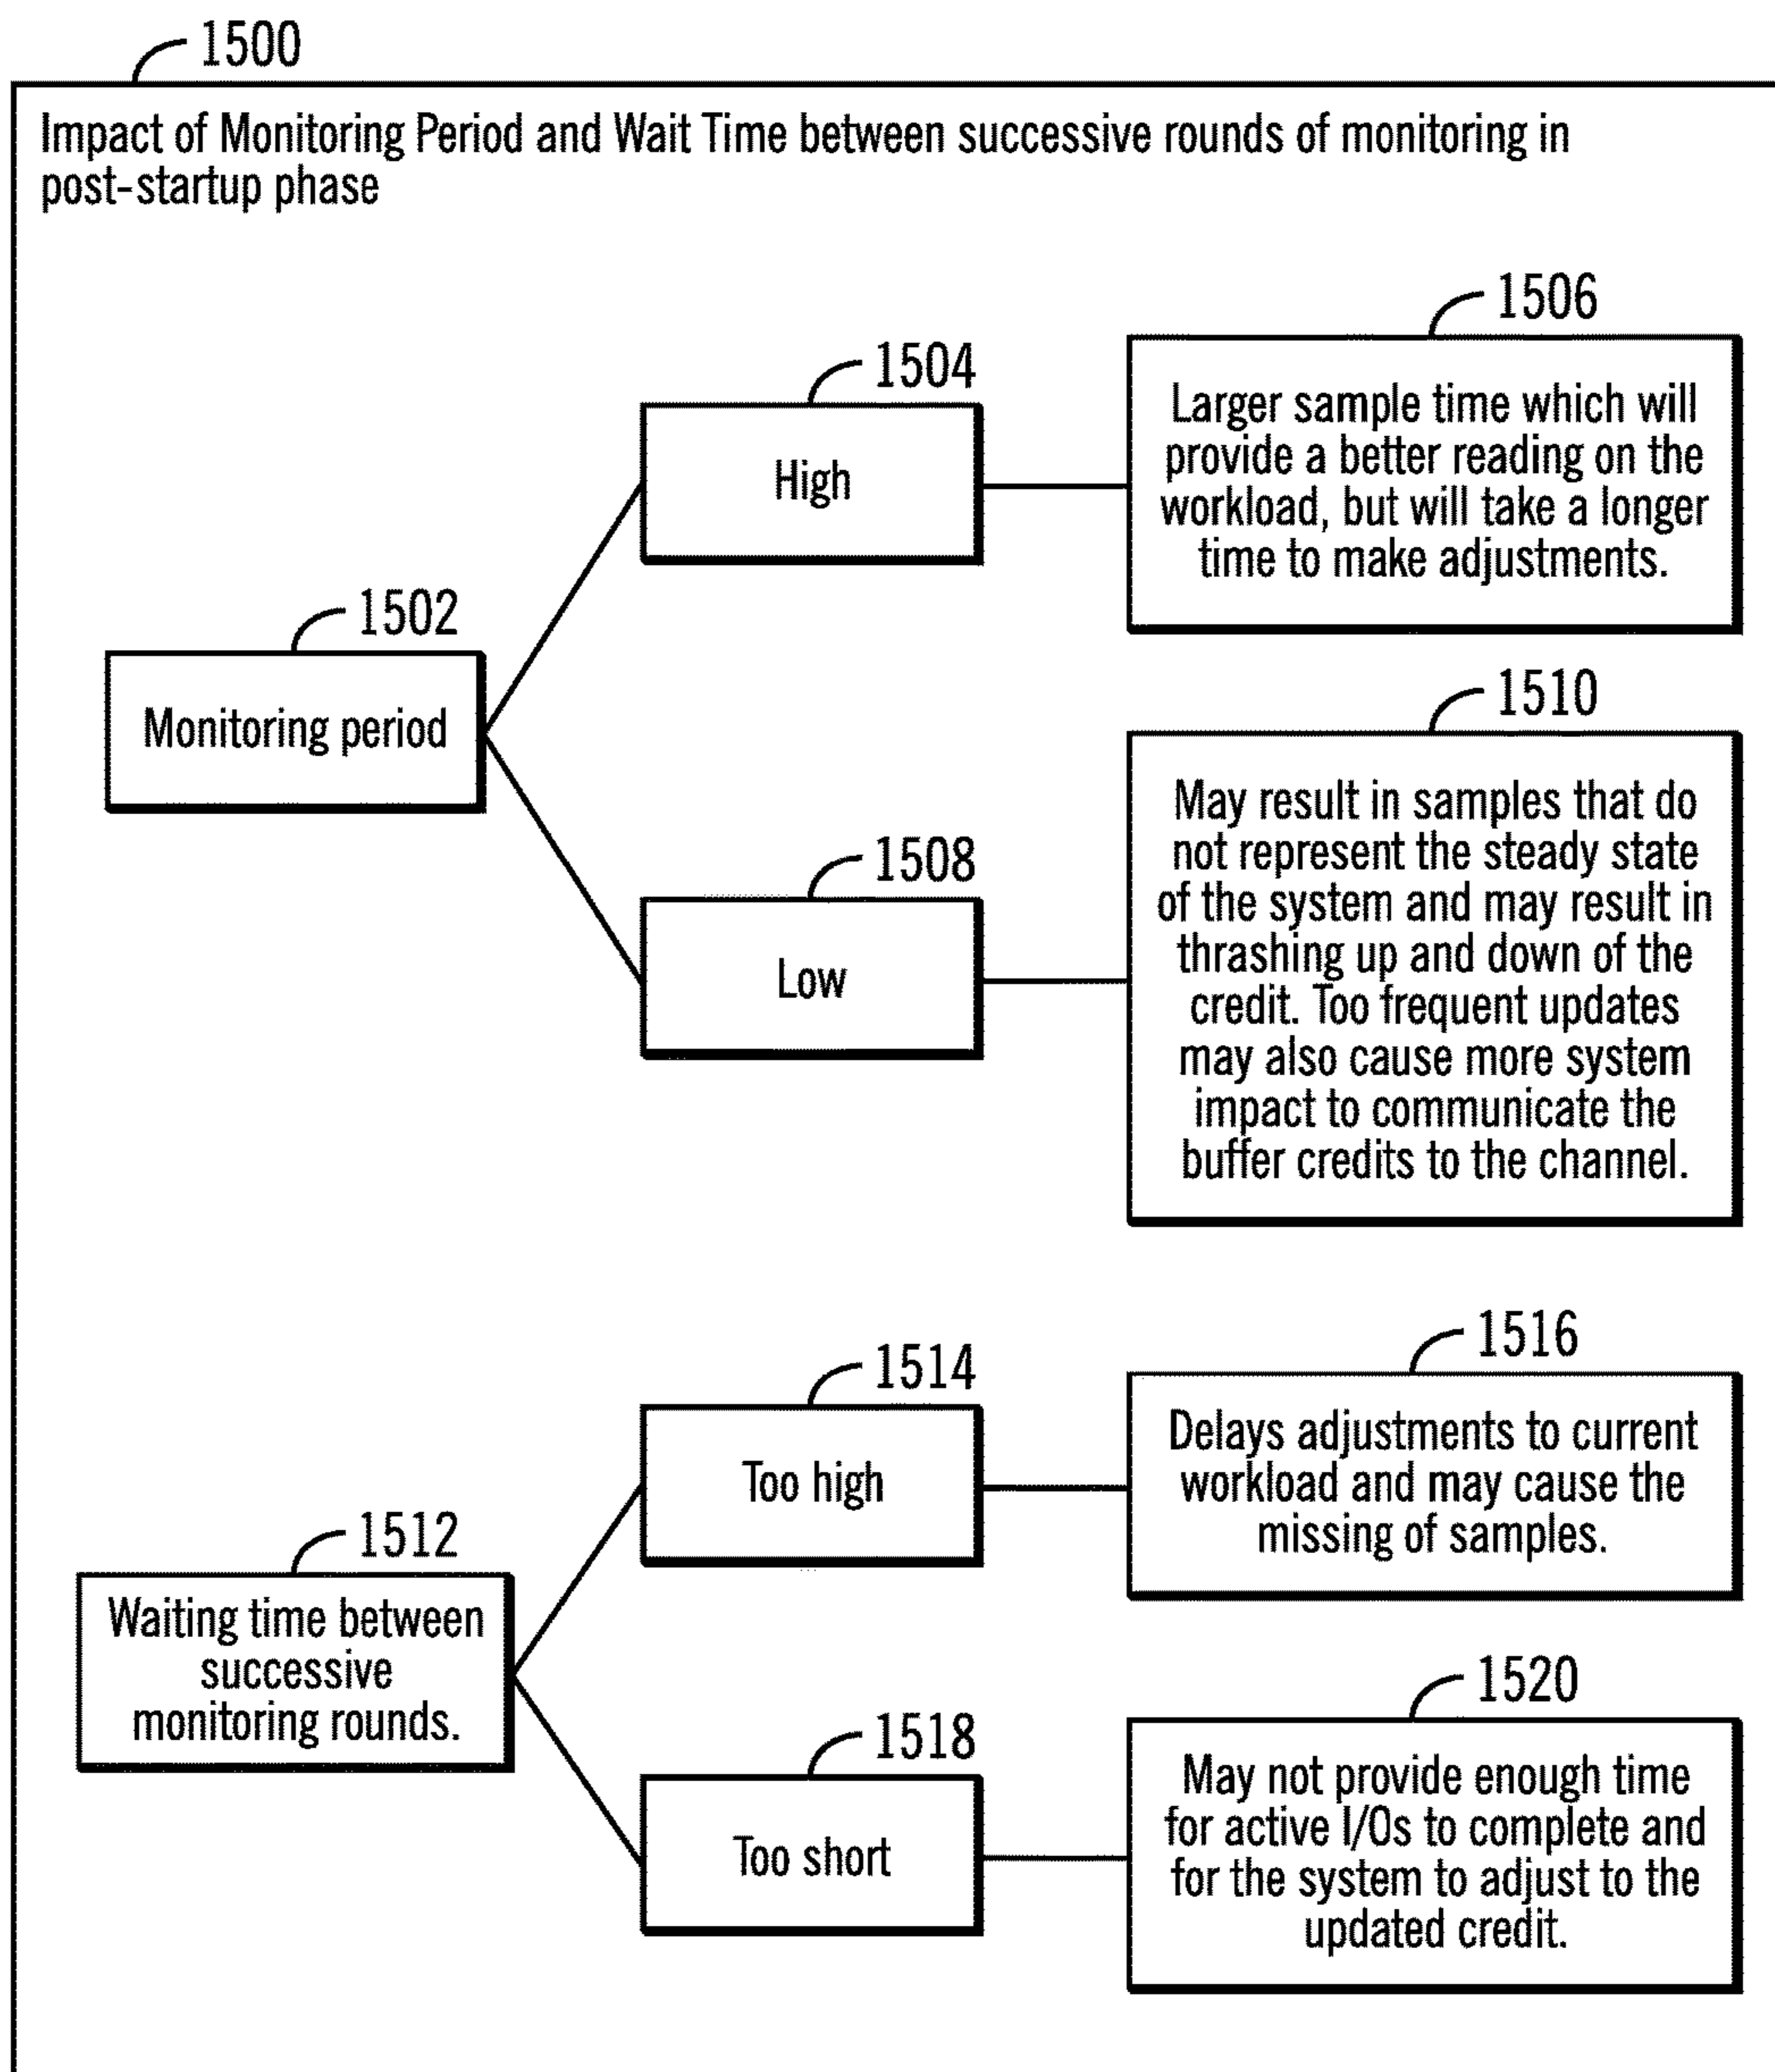 1500
Impact of Monitoring Period and Wait Time between successive rounds of monitoring in
post-startup phase
1506
1504
Larger sample time which will
provide a better reading on the
workload, but will take a longer
time to make adjustments.
High
1502
Monitoring period
1510
1508
May result in samples that do
not represent the steady state
of the system and may result in
thrashing up and down of the
credit. Too frequent updates
may also cause more system
impact to communicate the
buffer credits to the channel.
Low
1516
1514
Delays adjustments to current
workload and may cause the
missing of samples.
Too high
1512
Waiting time between
successive
monitoring rounds.
1520
1518
May not provide enough time
for active I/Os to complete and
for the system to adjust to the
updated credit.
Too short